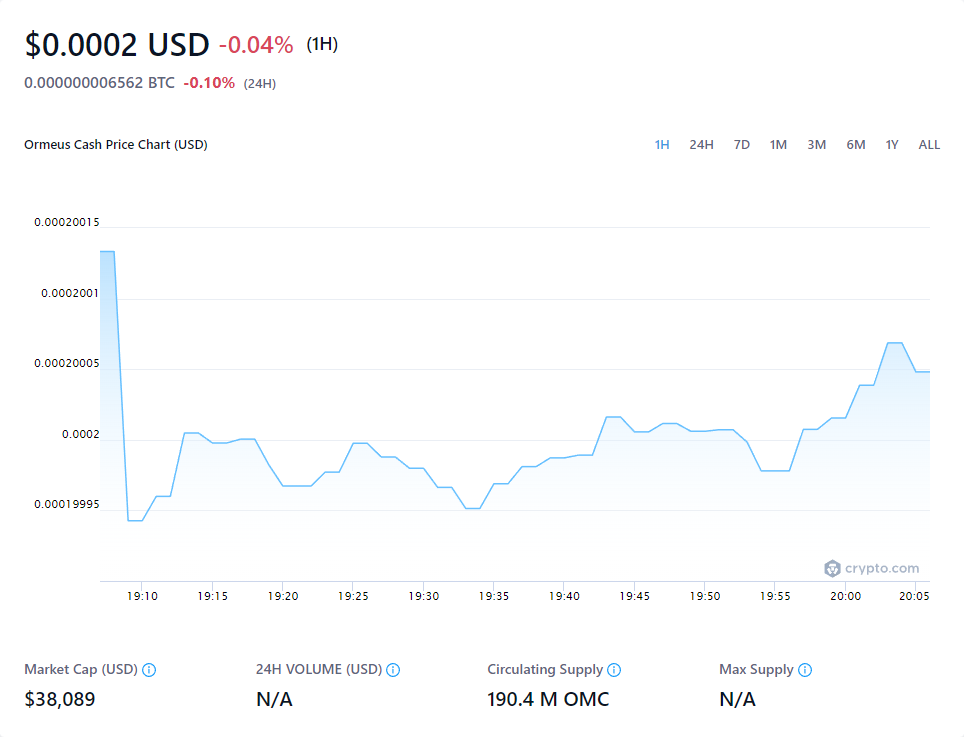 $0.0002 USD -0.04% (1H)
0.000000006562 BTC -0.10% (24H)
Ormeus Cash Price Chart (USD)
1H 24H 7D 1M 3M 6M 1Y ALL
0.00020015
0.0002001
0.00020005
0.0002
0.00019995
crypto.com
19:10 19:15 19:20 19:25 19:30 19:35 19:40 19:45 19:50 19:55 20:00 20:05
Market Cap (USD) 24H VOLUME (USD) Circulating Supply Max Supply
$38,089 N/A 190.4 M OMC N/A